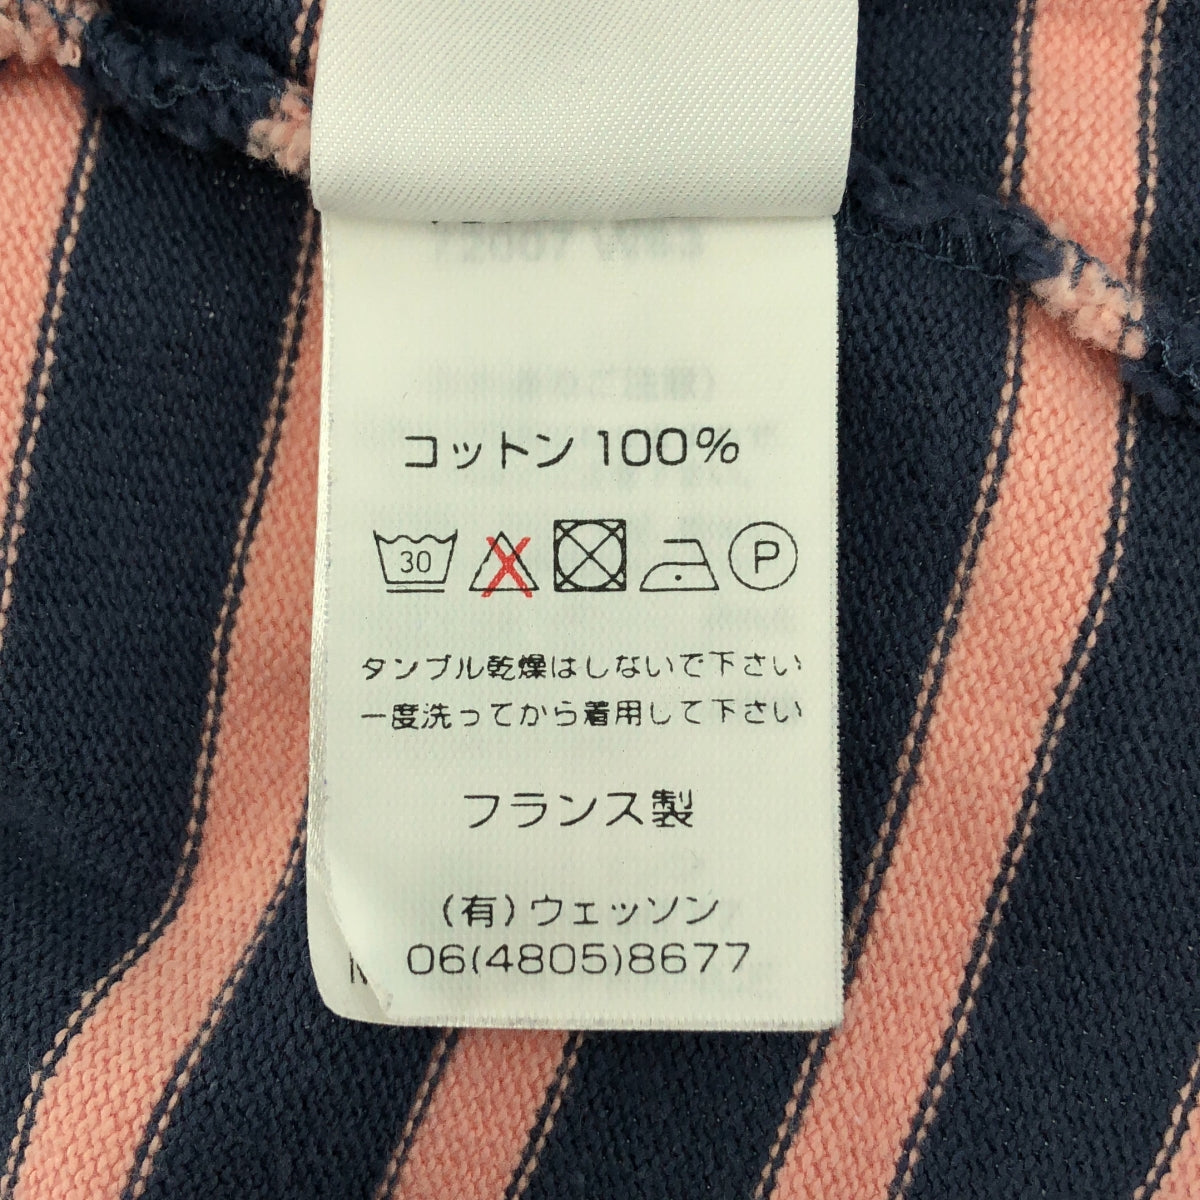 コットン 100%
30 P
タンブル乾燥はしないで下さい
一度洗ってから着用して下さい
フランス製
(有) ウェッソン
06(4805)8677